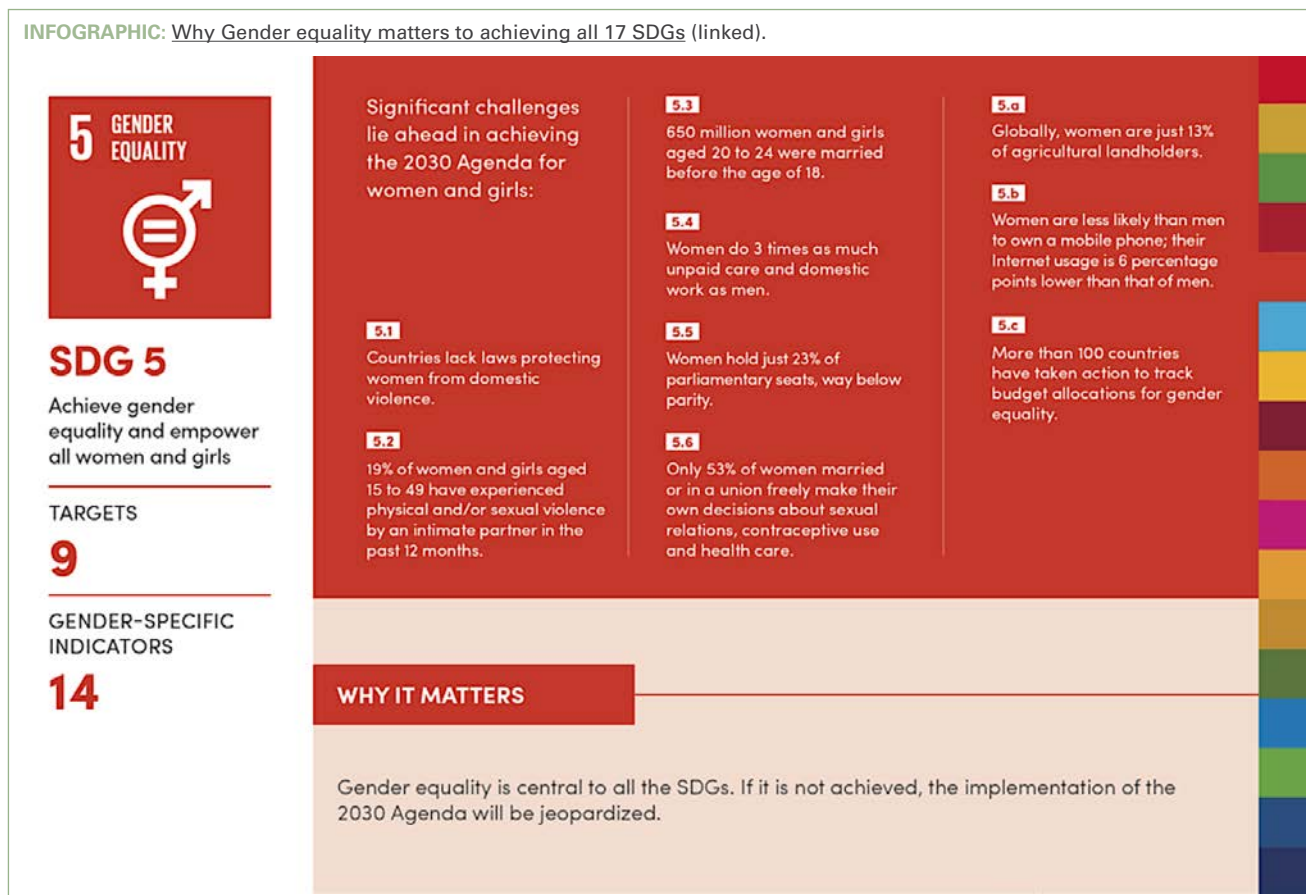 INFOGRAPHIC: Why Gender equality matters to achieving all 17 SDGs (linked).
5 GENDER
EQUALITY
SDG 5
Achieve gender
equality and empower
all women and girls
TARGETS
9
GENDER-SPECIFIC
INDICATORS
14
Significant challenges
lie ahead in achieving
the 2030 Agenda for
women and girls:
5.1
Countries lack laws protecting
women from domestic
violence.
5.2
19% of women and girls aged
15 to 49 have experienced
physical and/or sexual violence
by an intimate partner in the
past 12 months.
5.3
650 million women and girls
aged 20 to 24 were married
before the age of 18.
5.4
Women do 3 times as much
unpaid care and domestic
work as men.
5.5
Women hold just 23% of
parliamentary seats, way below
parity.
5.6
Only 53% of women married
or in a union freely make their
own decisions about sexual
relations, contraceptive use
and health care.
5.a
Globally, women are just 13%
of agricultural landholders.
5.b
Women are less likely than men
to own a mobile phone; their
Internet usage is 6 percentage
points lower than that of men.
5.c
More than 100 countries
have taken action to track
budget allocations for gender
equality.
WHY IT MATTERS
Gender equality is central to all the SDGs. If it is not achieved, the implementation of the
2030 Agenda will be jeopardized.